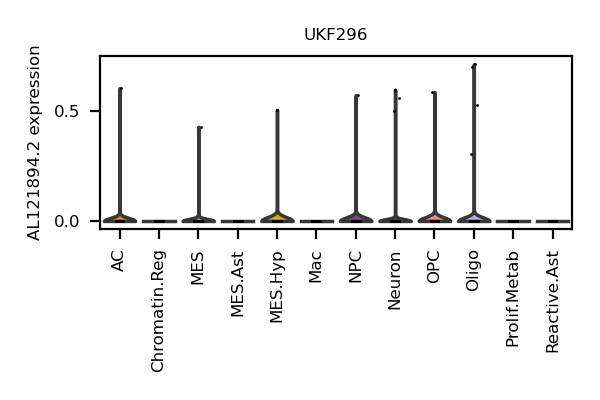 UKF296
AL121894.2 expression
0.5
0.0
AC
Chromatin.Reg
MES
MES.Ast
MES.Hyp
Mac
NPC
Neuron
OPC
Oligo
Prolif.Metab
Reactive.Ast